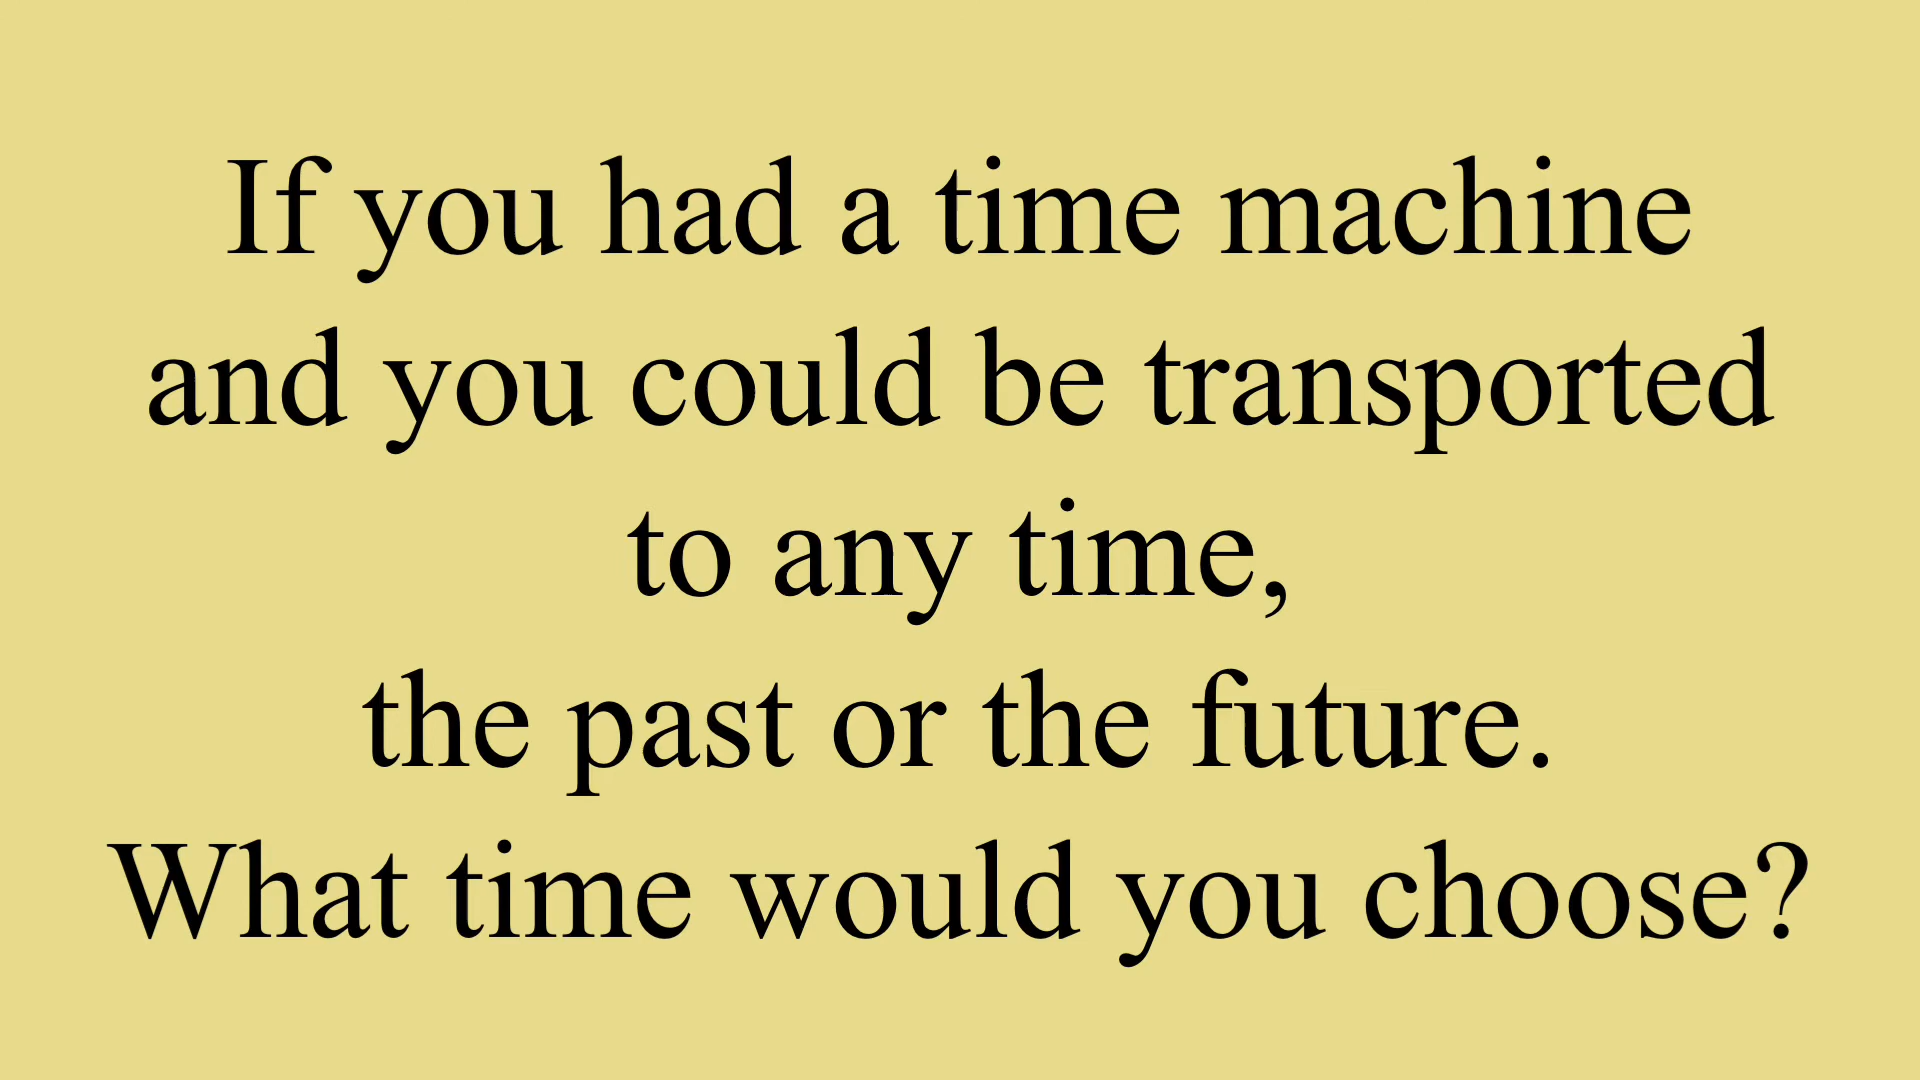 If you had a time machine
and you could be transported
to any time,
the past or the future.
What time would you choose?